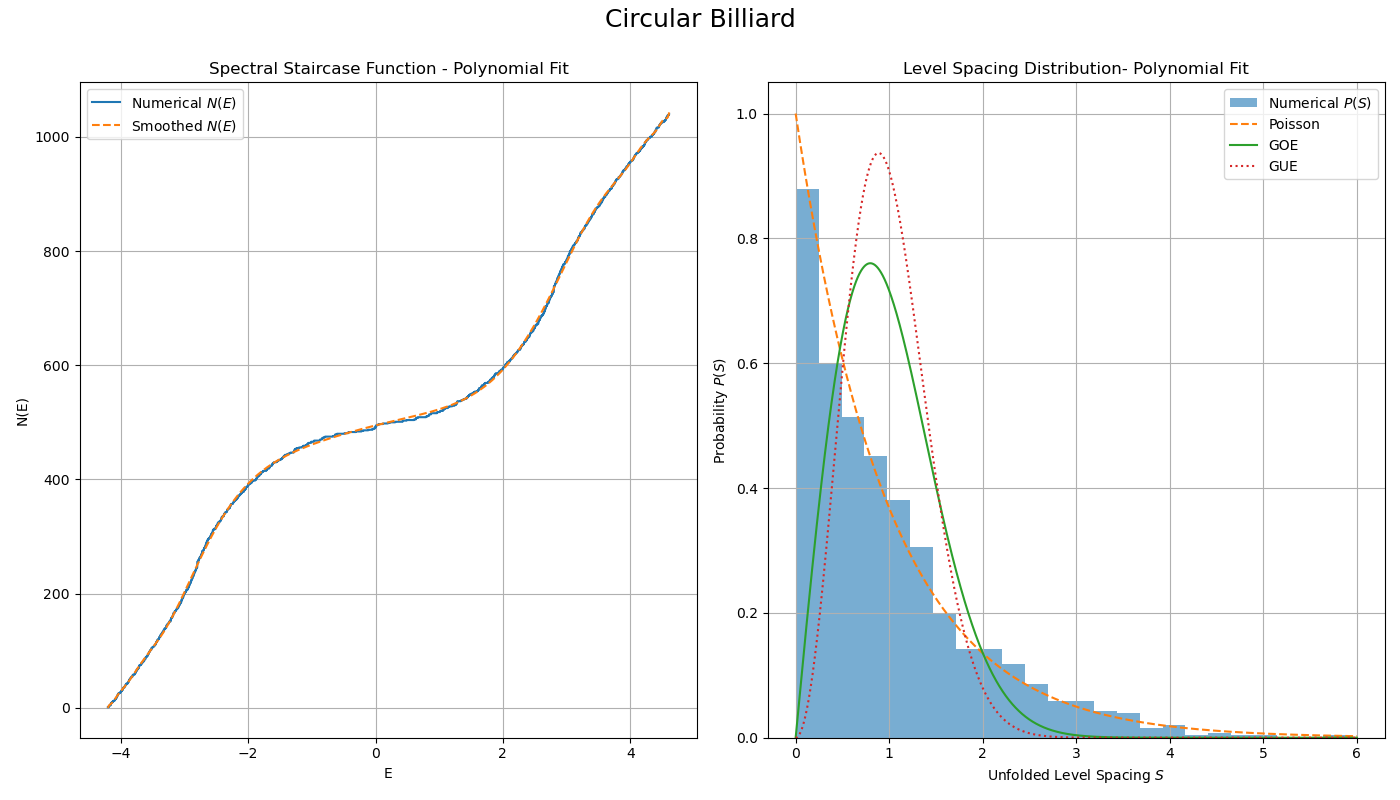 Circular Billiard
Spectral Staircase Function - Polynomial Fit
Numerical N(E)
Smoothed N(E)
1000
800
600
400
200
0
N(E)
−4
−2
0
2
4
E
Level Spacing Distribution- Polynomial Fit
Numerical P(S)
Poisson
GOE
GUE
1.0
0.8
0.6
0.4
0.2
0.0
Probability P(S)
0
1
2
3
4
5
6
Unfolded Level Spacing S